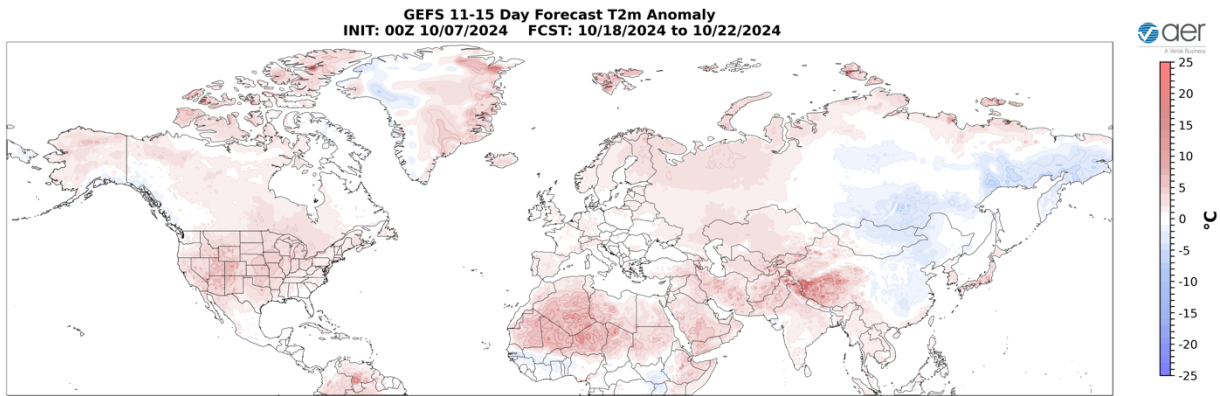 GEFS 11-15 Day Forecast T2m Anomaly
INIT: 00Z 10/07/2024 FCST: 10/18/2024 to 10/22/2024
aer
A Verisk Business
25
20
15
10
5
0
-5
-10
-15
-20
-25
°C